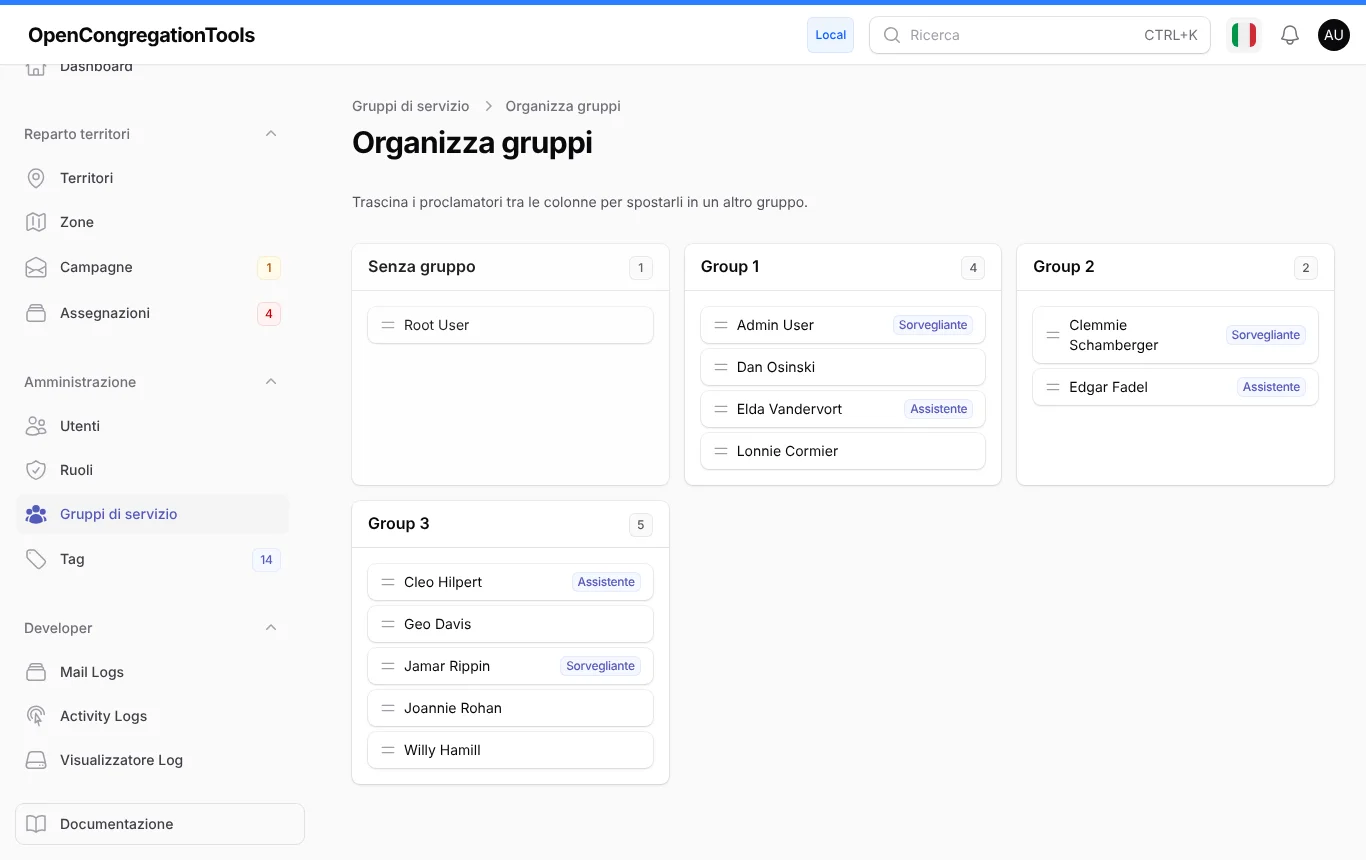 OpenCongregationTools
Local
Ricerca
CTRL+K
AU
Dashboard
Reparto territori
Territori
Zone
Campagne 1
Assegnazioni 4
Amministrazione
Utenti
Ruoli
Gruppi di servizio
Tag 14
Developer
Mail Logs
Activity Logs
Visualizzatore Log
Documentazione
Gruppi di servizio > Organizza gruppi
Organizza gruppi
Trascina i proclamatori tra le colonne per spostarli in un altro gruppo.
Senza gruppo 1
Root User
Group 1 4
Admin User Sorvegliante
Dan Osinski
Elda Vandervort Assistente
Lonnie Cormier
Group 2 2
Clemmie
Schamberger Sorvegliante
Edgar Fadel Assistente
Group 3 5
Cleo Hilpert Assistente
Geo Davis
Jamar Rippin Sorvegliante
Joannie Rohan
Willy Hamill